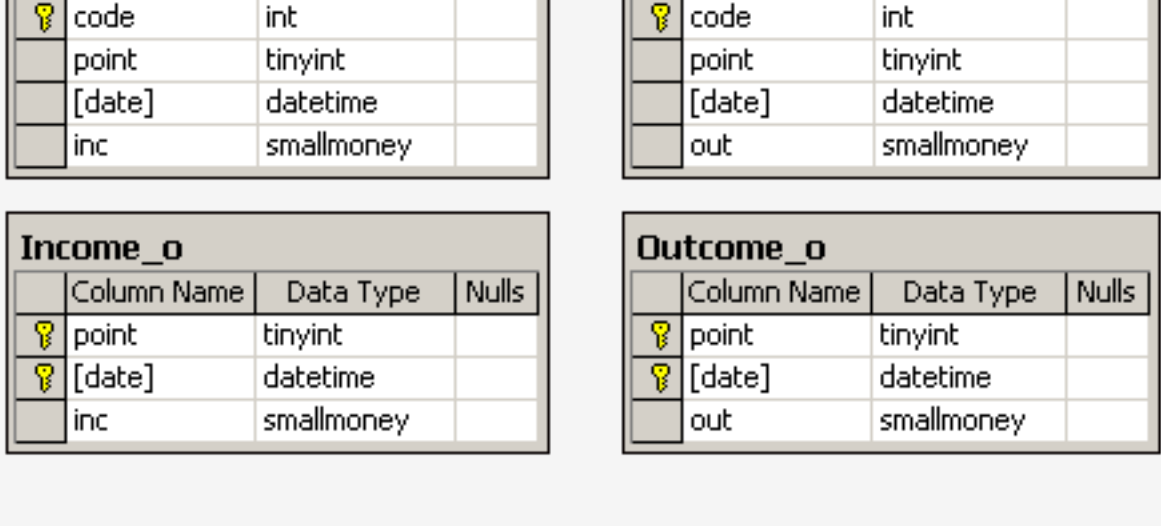 code int
point tinyint
[date] datetime
inc smallmoney
code int
point tinyint
[date] datetime
out smallmoney
Income_o
Column Name Data Type Nulls
point tinyint
[date] datetime
inc smallmoney
Outcome_o
Column Name Data Type Nulls
point tinyint
[date] datetime
out smallmoney